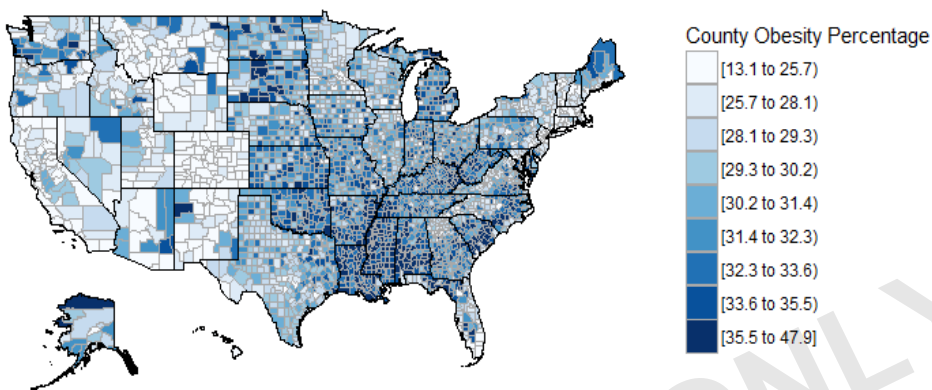 County Obesity Percentage
[13.1 to 25.7)
[25.7 to 28.1)
[28.1 to 29.3)
[29.3 to 30.2)
[30.2 to 31.4)
[31.4 to 32.3)
[32.3 to 33.6)
[33.6 to 35.5)
[35.5 to 47.9]
ONLY